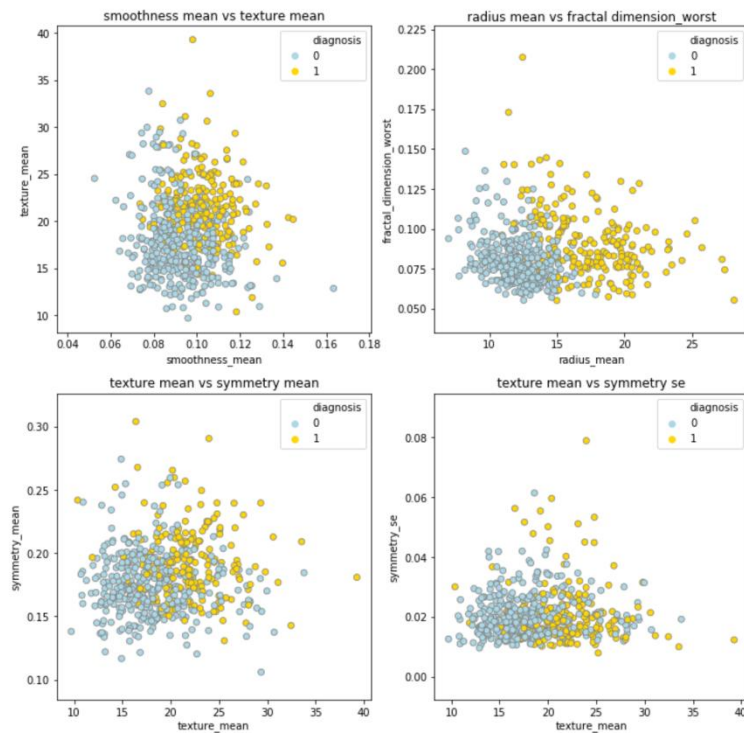 smoothness mean vs texture mean
diagnosis
0
1
40
35
30
25
20
15
10
texture_mean
0.04 0.06 0.08 0.10 0.12 0.14 0.16 0.18
smoothness_mean
radius mean vs fractal dimension_worst
diagnosis
0
1
0.225
0.200
0.175
0.150
0.125
0.100
0.075
0.050
fractal_dimension_worst
10 15 20 25
radius_mean
texture mean vs symmetry mean
diagnosis
0
1
0.30
0.25
0.20
0.15
0.10
symmetry_mean
10 15 20 25 30 35 40
texture_mean
texture mean vs symmetry se
diagnosis
0
1
0.08
0.06
0.04
0.02
0.00
symmetry_se
10 15 20 25 30 35 40
texture_mean